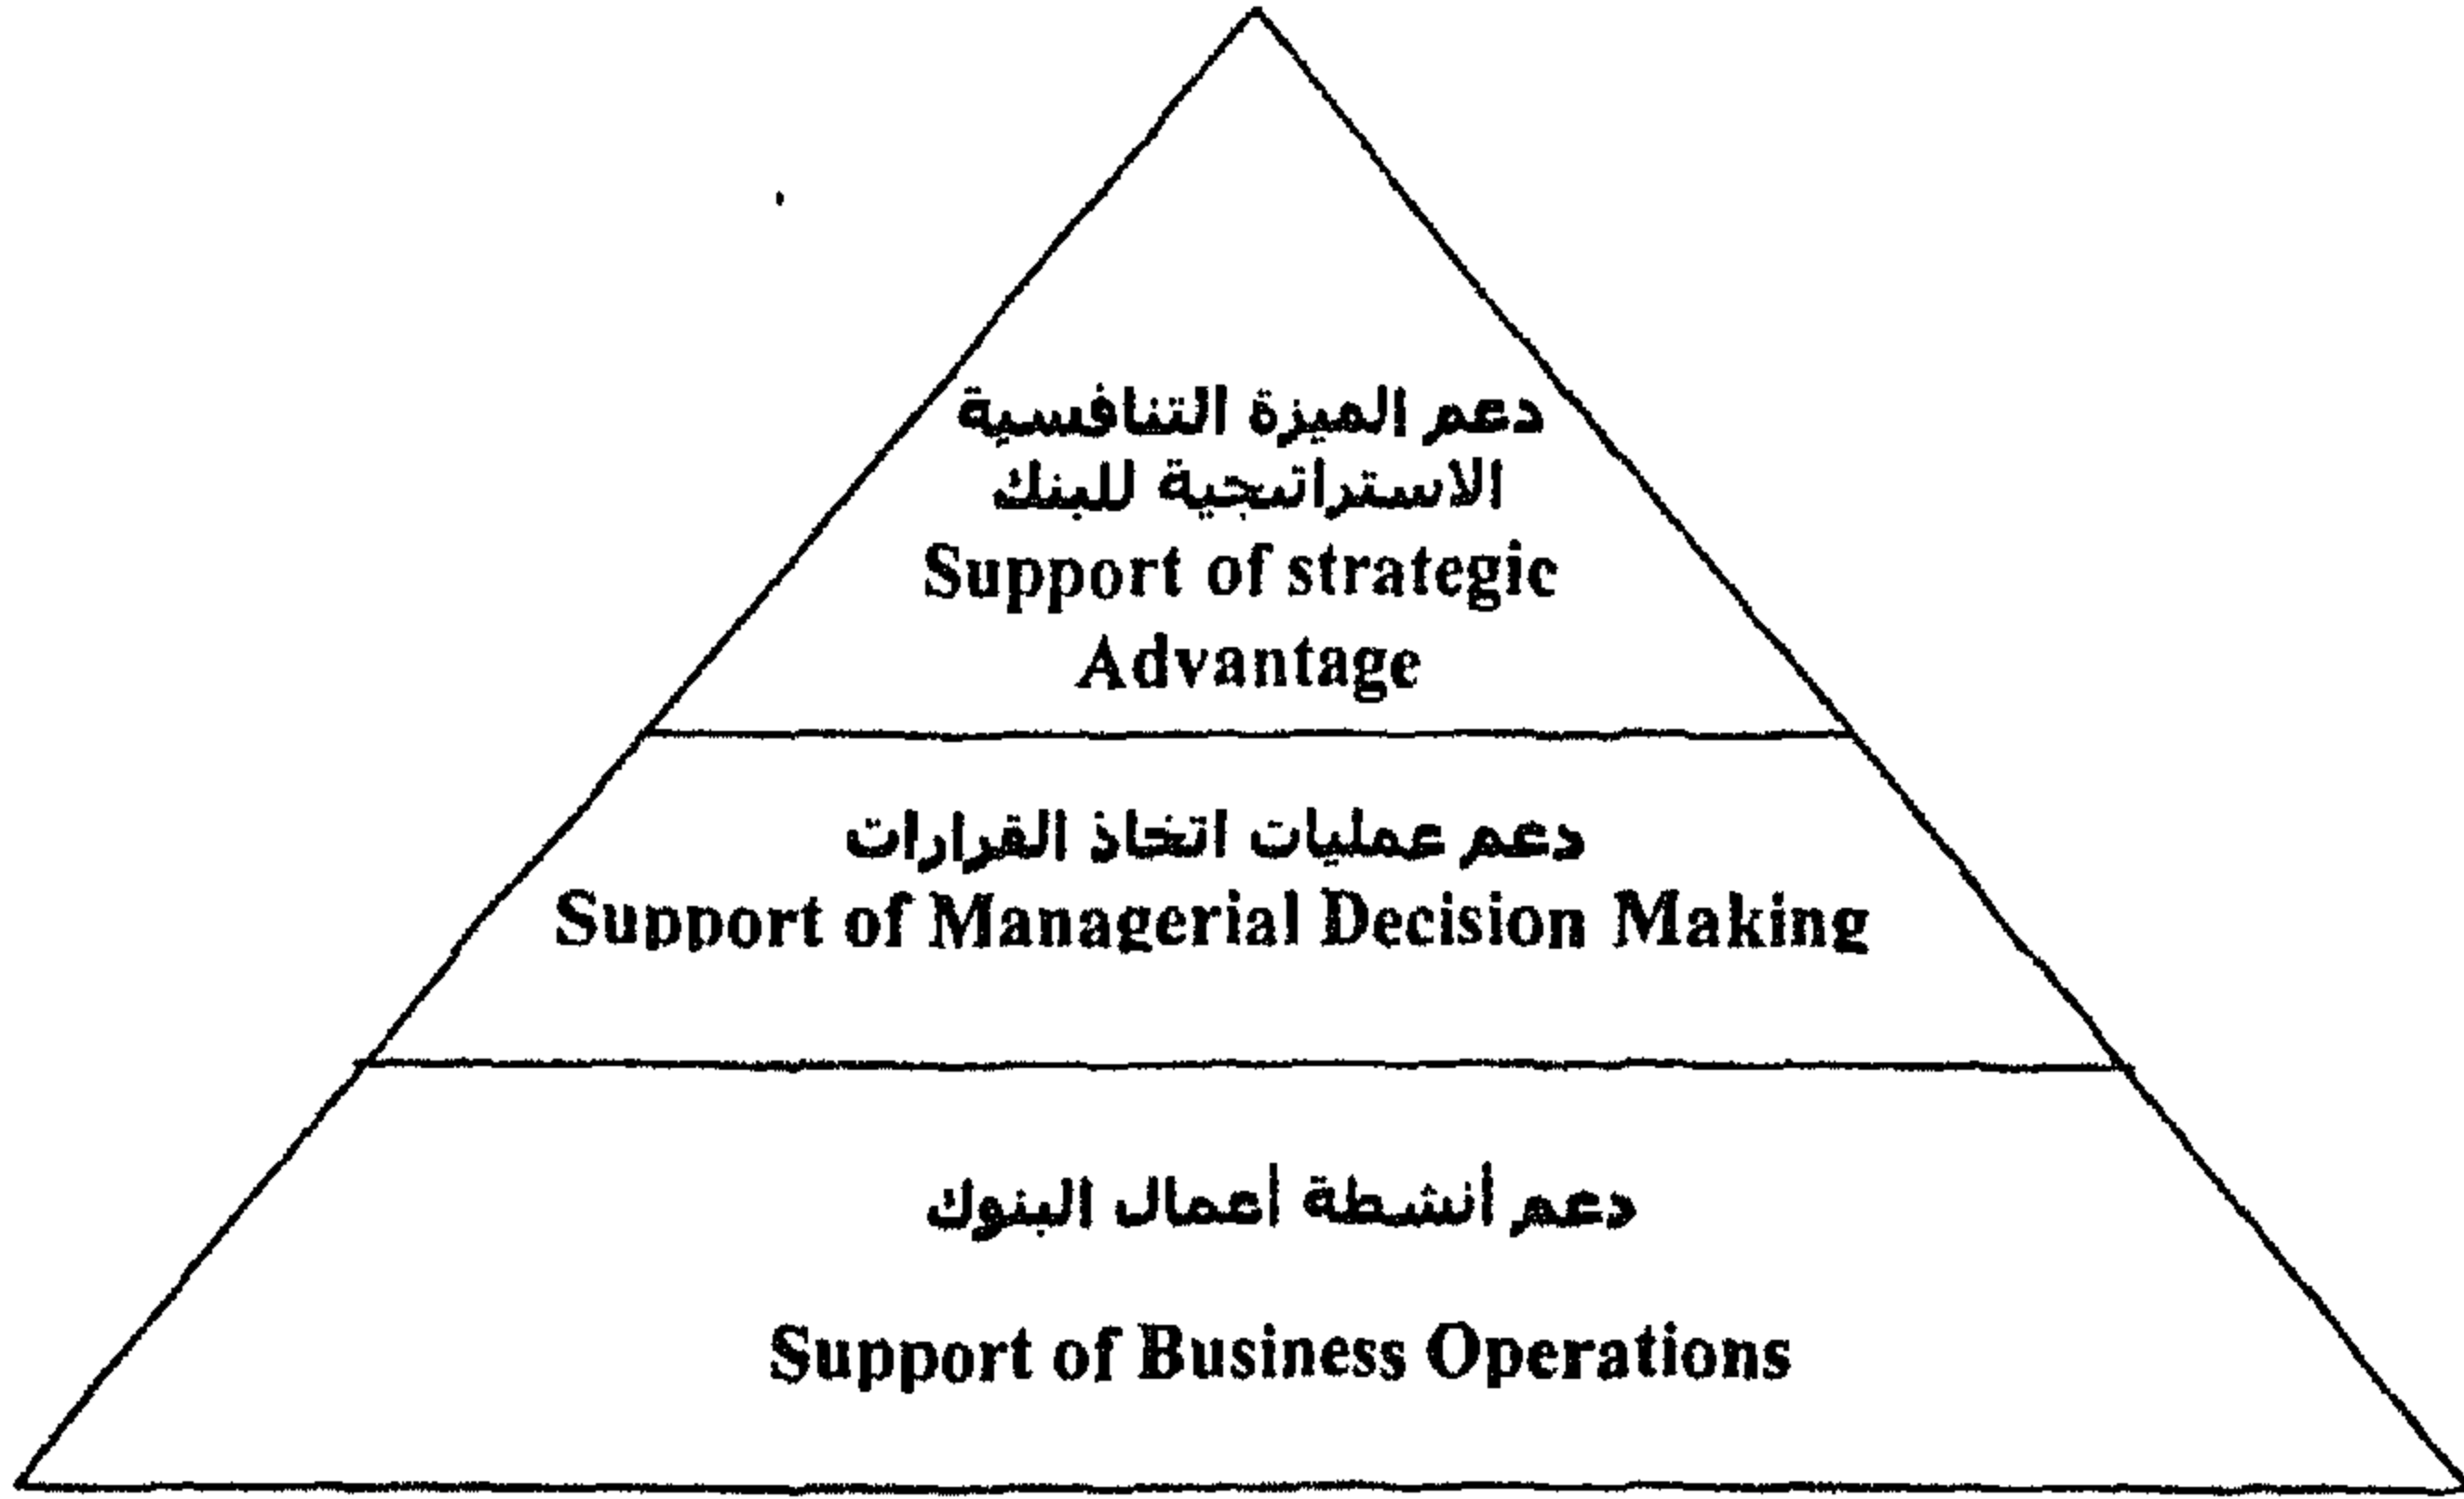 دعم الميزة التنافسية
الاستراتيجية للبنك
Support of strategic
Advantage
دعم عمليات اتخاذ القرارات
Support of Managerial Decision Making
دعم أنشطة أعمال البنوك
Support of Business Operations